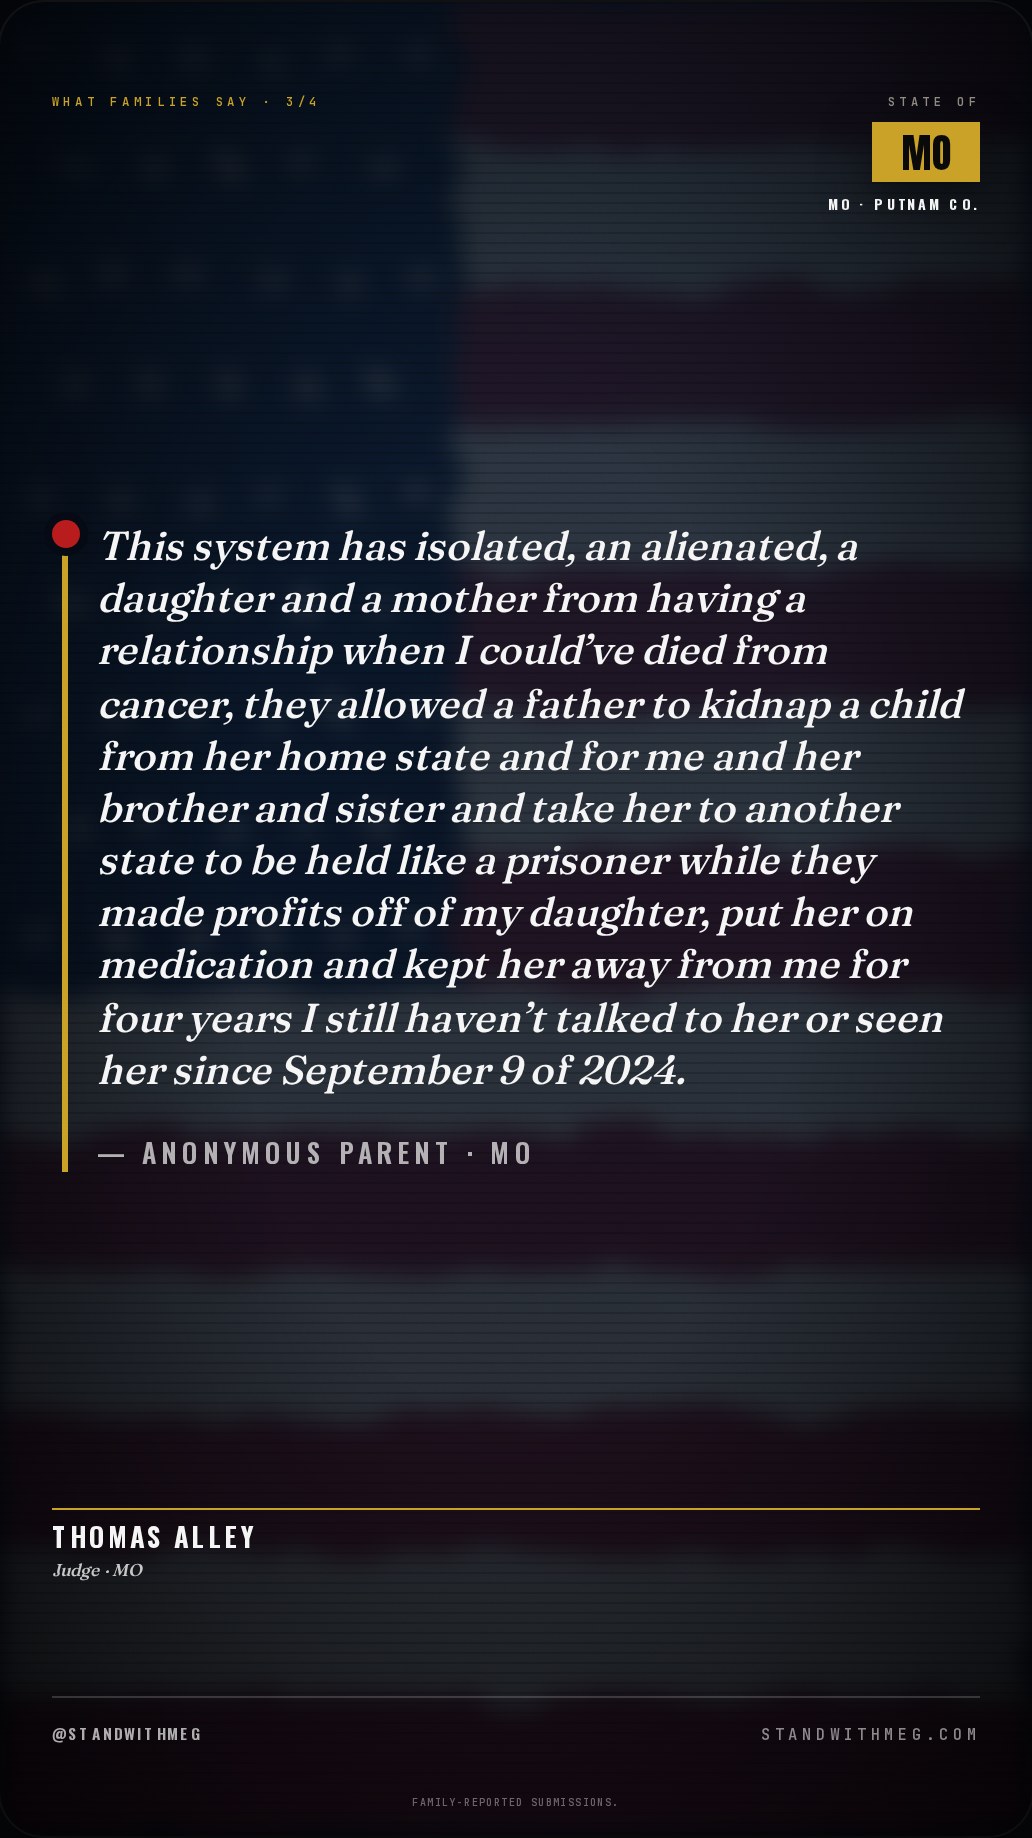 WHAT FAMILIES SAY · 3/4
STATE OF
MO
MO · PUTNAM CO.
This system has isolated, an alienated, a
daughter and a mother from having a
relationship when I could’ve died from
cancer, they allowed a father to kidnap a child
from her home state and for me and her
brother and sister and take her to another
state to be held like a prisoner while they
made profits off of my daughter, put her on
medication and kept her away from me for
four years I still haven’t talked to her or seen
her since September 9 of 2024.
— ANONYMOUS PARENT · MO
THOMAS ALLEY
Judge · MO
@STANDWITHMEG
STANDWITHMEG.COM
FAMILY-REPORTED SUBMISSIONS.